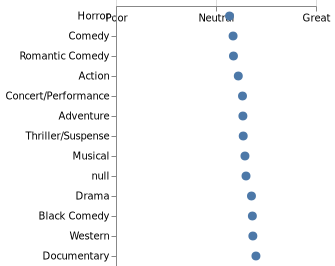 Poor Neutral Great
Horror
Comedy
Romantic Comedy
Action
Concert/Performance
Adventure
Thriller/Suspense
Musical
null
Drama
Black Comedy
Western
Documentary